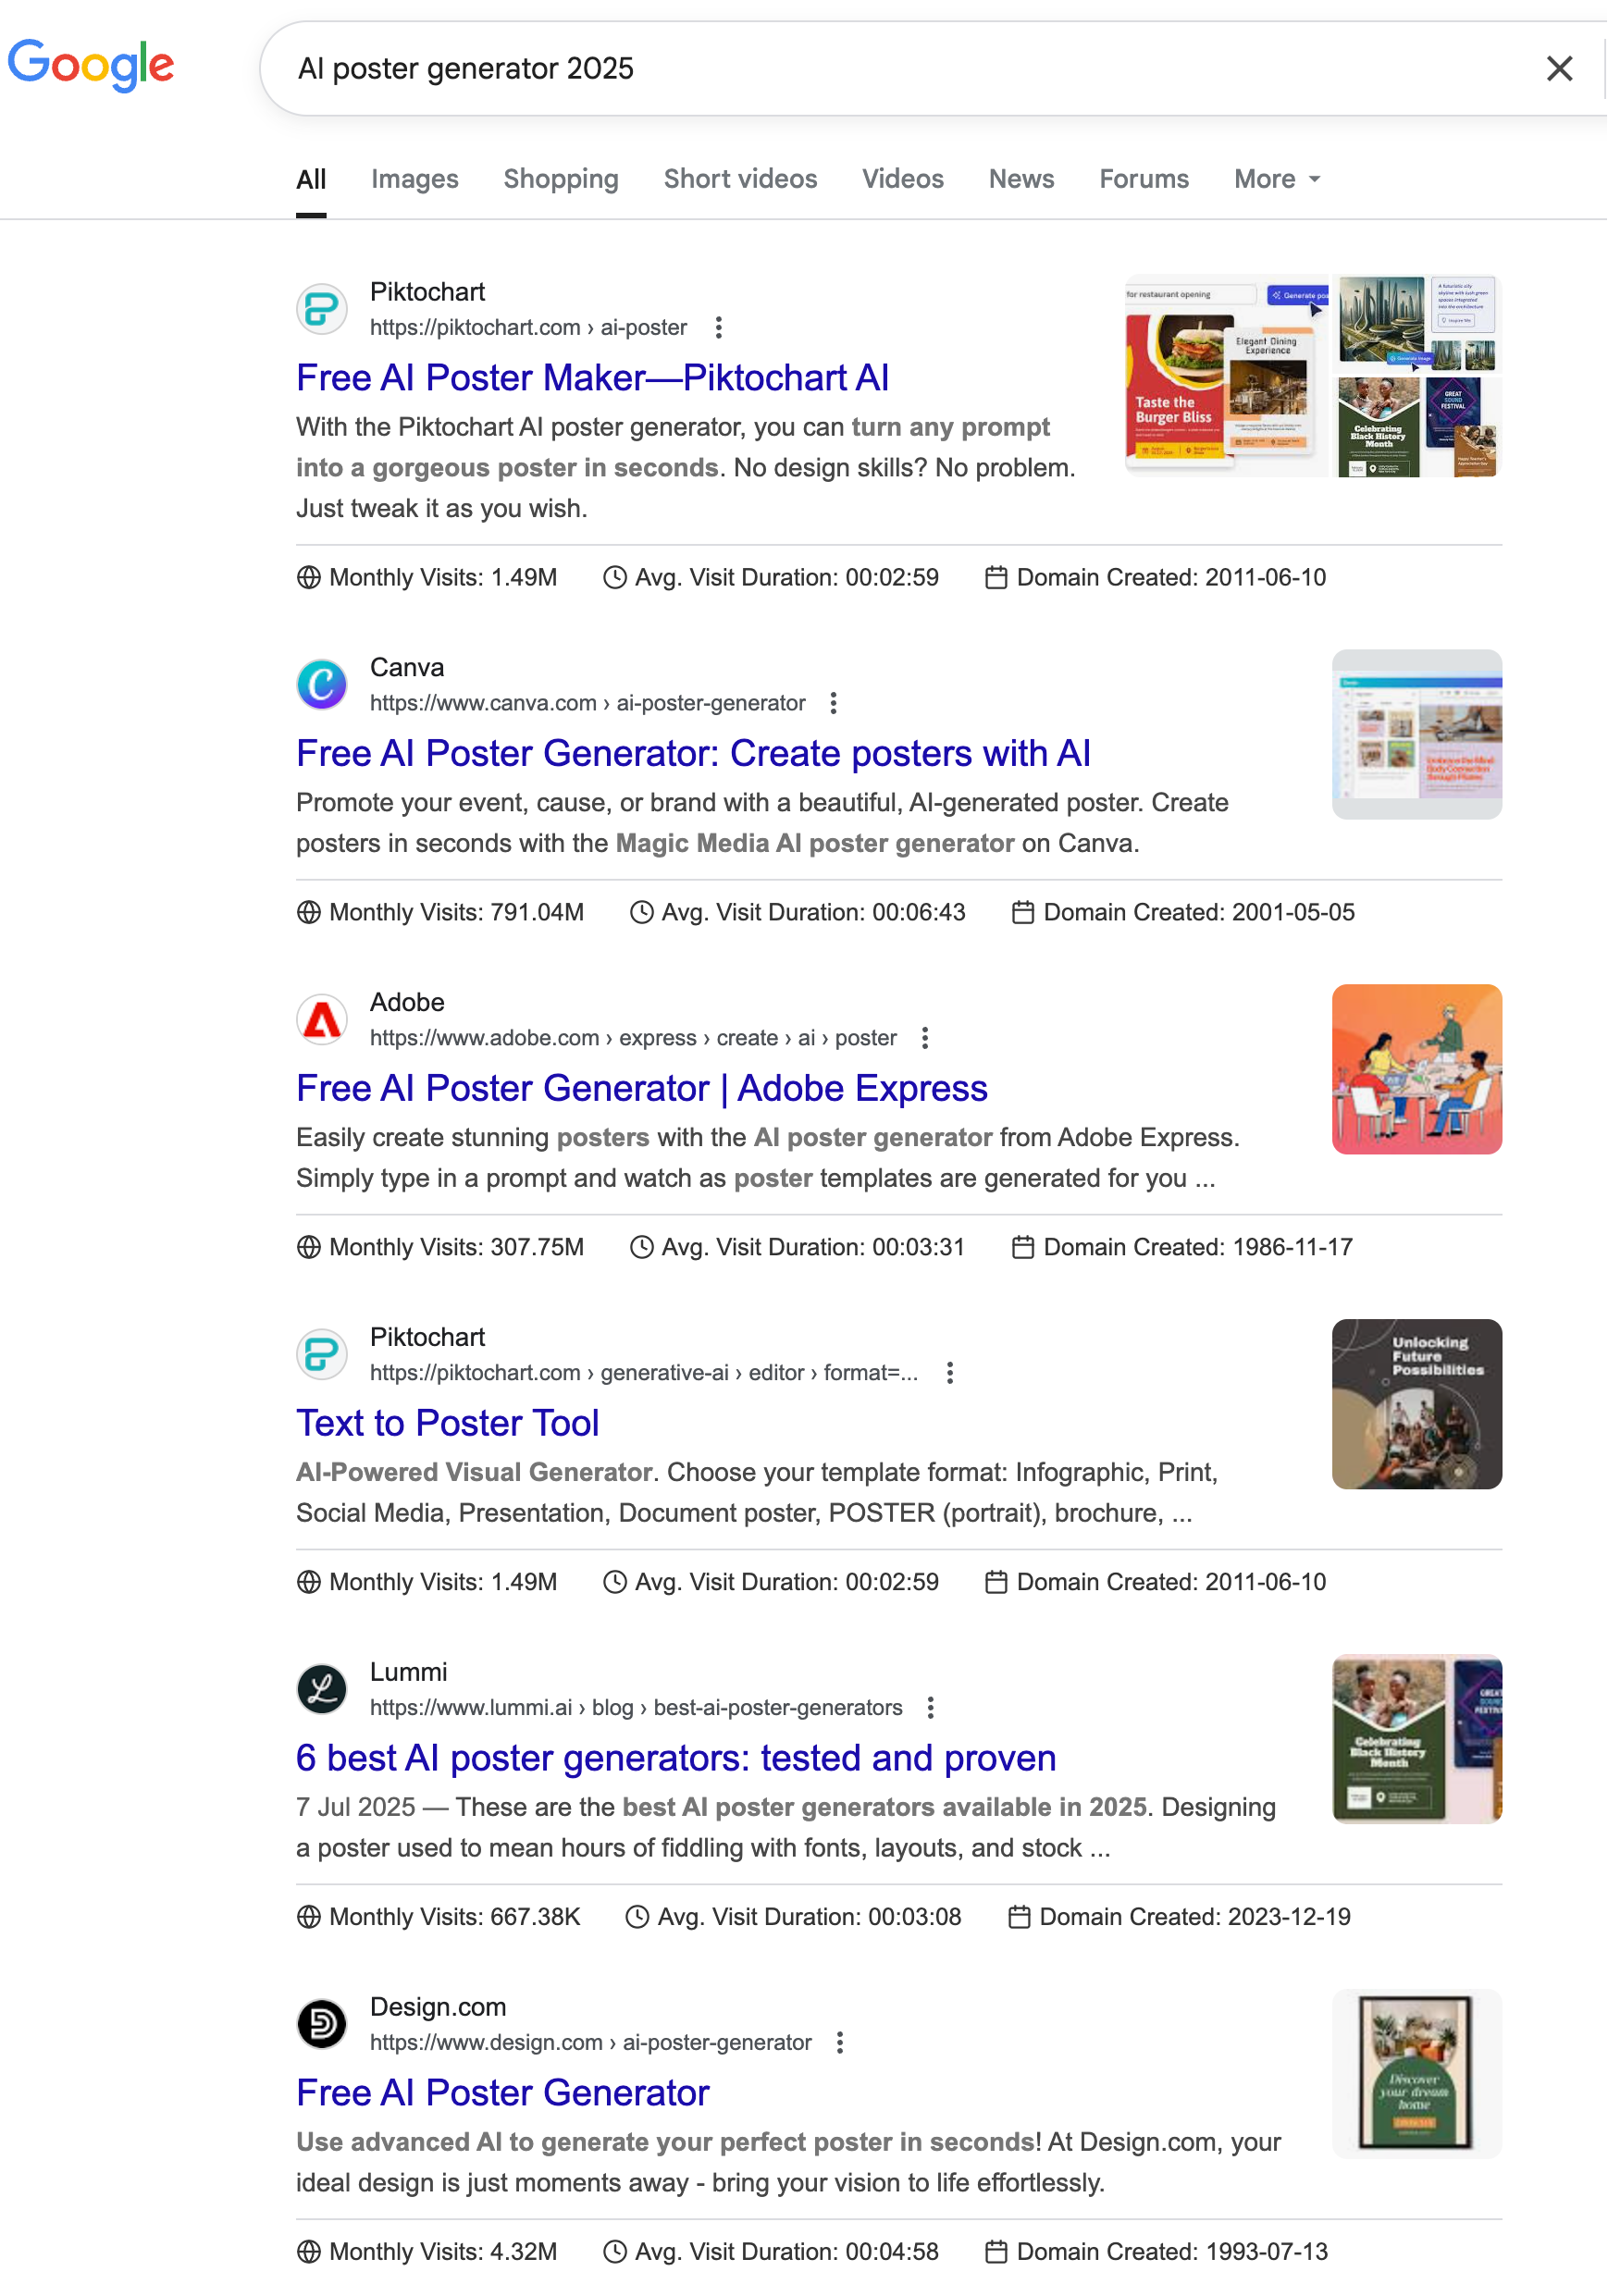 Google
AI poster generator 2025
All Images Shopping Short videos Videos News Forums More
Piktochart
https://piktochart.com › ai-poster
Free AI Poster Maker—Piktochart AI
With the Piktochart AI poster generator, you can turn any prompt
into a gorgeous poster in seconds. No design skills? No problem.
Just tweak it as you wish.
for restaurant opening
Generate pos
Taste the
Burger Bliss
Elegant Dining
Experience
A futuristic city
skyline with lush green
spaces integrated
into the architecture
Generate image
Celebrating
Black History
Month
GREAT
SOUND
FESTIVAL
Monthly Visits: 1.49M Avg. Visit Duration: 00:02:59 Domain Created: 2011-06-10
Canva
https://www.canva.com › ai-poster-generator
Free AI Poster Generator: Create posters with AI
Promote your event, cause, or brand with a beautiful, AI-generated poster. Create
posters in seconds with the Magic Media AI poster generator on Canva.
Monthly Visits: 791.04M Avg. Visit Duration: 00:06:43 Domain Created: 2001-05-05
Adobe
https://www.adobe.com › express › create › ai › poster
Free AI Poster Generator | Adobe Express
Easily create stunning posters with the AI poster generator from Adobe Express.
Simply type in a prompt and watch as poster templates are generated for you ...
Monthly Visits: 307.75M Avg. Visit Duration: 00:03:31 Domain Created: 1986-11-17
Piktochart
https://piktochart.com › generative-ai › editor › format=...
Text to Poster Tool
AI-Powered Visual Generator. Choose your template format: Infographic, Print,
Social Media, Presentation, Document poster, POSTER (portrait), brochure, ...
Unlocking
Future
Possibilities
Monthly Visits: 1.49M Avg. Visit Duration: 00:02:59 Domain Created: 2011-06-10
Lummi
https://www.lummi.ai › blog › best-ai-poster-generators
6 best AI poster generators: tested and proven
7 Jul 2025 — These are the best AI poster generators available in 2025. Designing
a poster used to mean hours of fiddling with fonts, layouts, and stock ...
Celebrating
Black History
Month
Monthly Visits: 667.38K Avg. Visit Duration: 00:03:08 Domain Created: 2023-12-19
Design.com
https://www.design.com › ai-poster-generator
Free AI Poster Generator
Use advanced AI to generate your perfect poster in seconds! At Design.com, your
ideal design is just moments away - bring your vision to life effortlessly.
Discover
your dream
home
Monthly Visits: 4.32M Avg. Visit Duration: 00:04:58 Domain Created: 1993-07-13